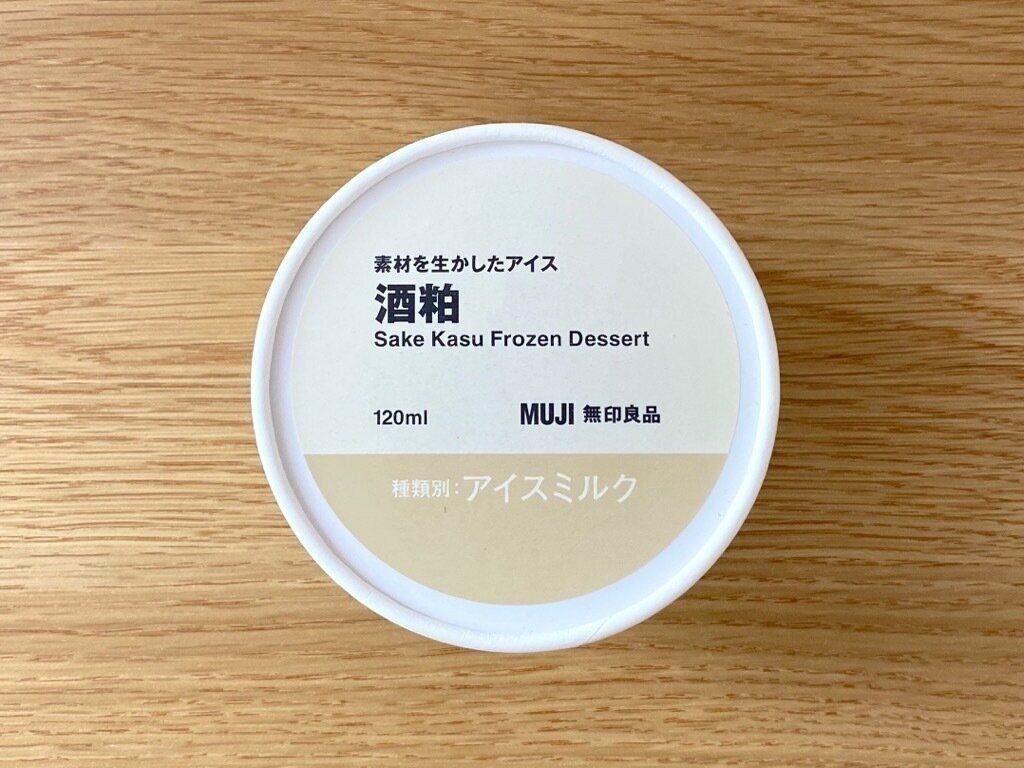 素材を生かしたアイス
酒粕
Sake Kasu Frozen Dessert
120ml MUJI 無印良品
種類別:アイスミルク